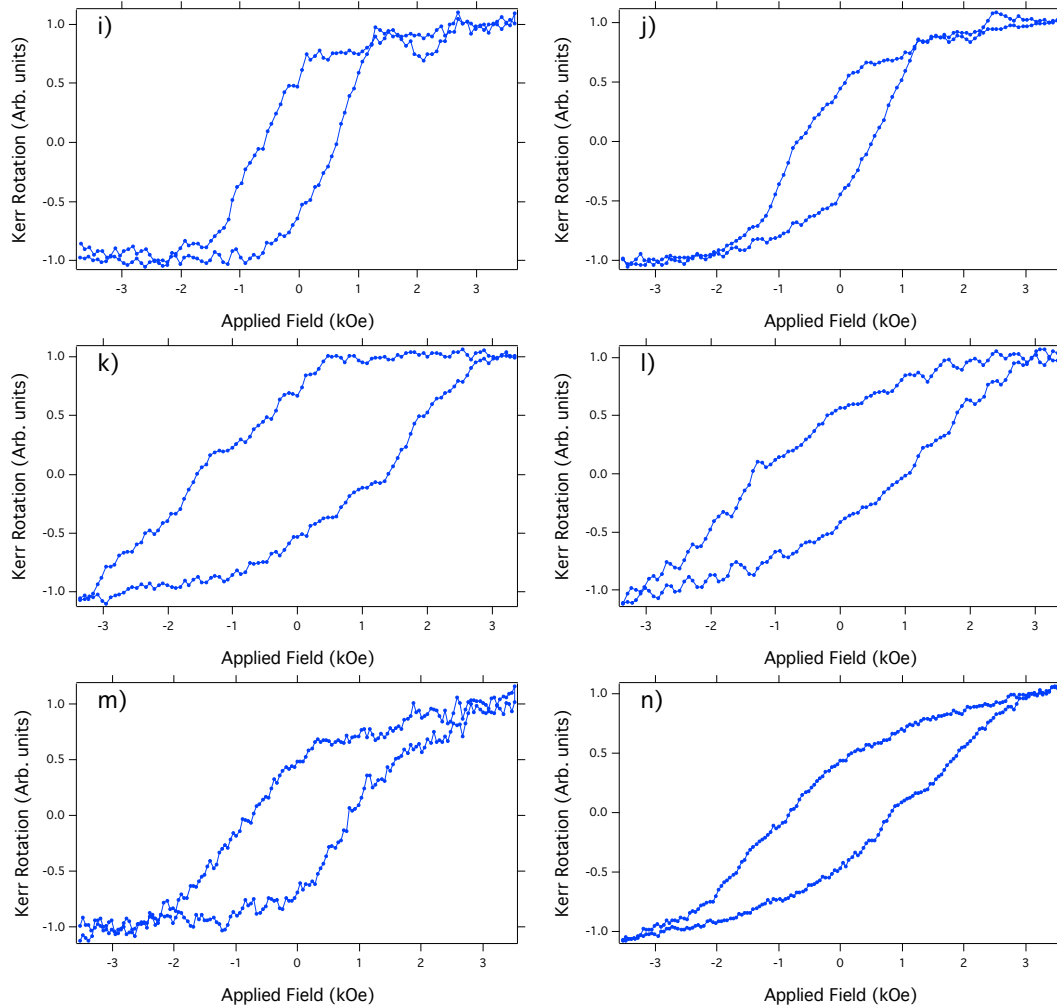 i)
Kerr Rotation (Arb. units)
1.0
0.5
0.0
-0.5
-1.0
-3 -2 -1 0 1 2 3
Applied Field (kOe)
j)
Kerr Rotation (Arb. units)
1.0
0.5
0.0
-0.5
-1.0
-3 -2 -1 0 1 2 3
Applied Field (kOe)
k)
Kerr Rotation (Arb. units)
1.0
0.5
0.0
-0.5
-1.0
-3 -2 -1 0 1 2 3
Applied Field (kOe)
l)
Kerr Rotation (Arb. units)
1.0
0.5
0.0
-0.5
-1.0
-3 -2 -1 0 1 2 3
Applied Field (kOe)
m)
Kerr Rotation (Arb. units)
1.0
0.5
0.0
-0.5
-1.0
-3 -2 -1 0 1 2 3
Applied Field (kOe)
n)
Kerr Rotation (Arb. units)
1.0
0.5
0.0
-0.5
-1.0
-3 -2 -1 0 1 2 3
Applied Field (kOe)